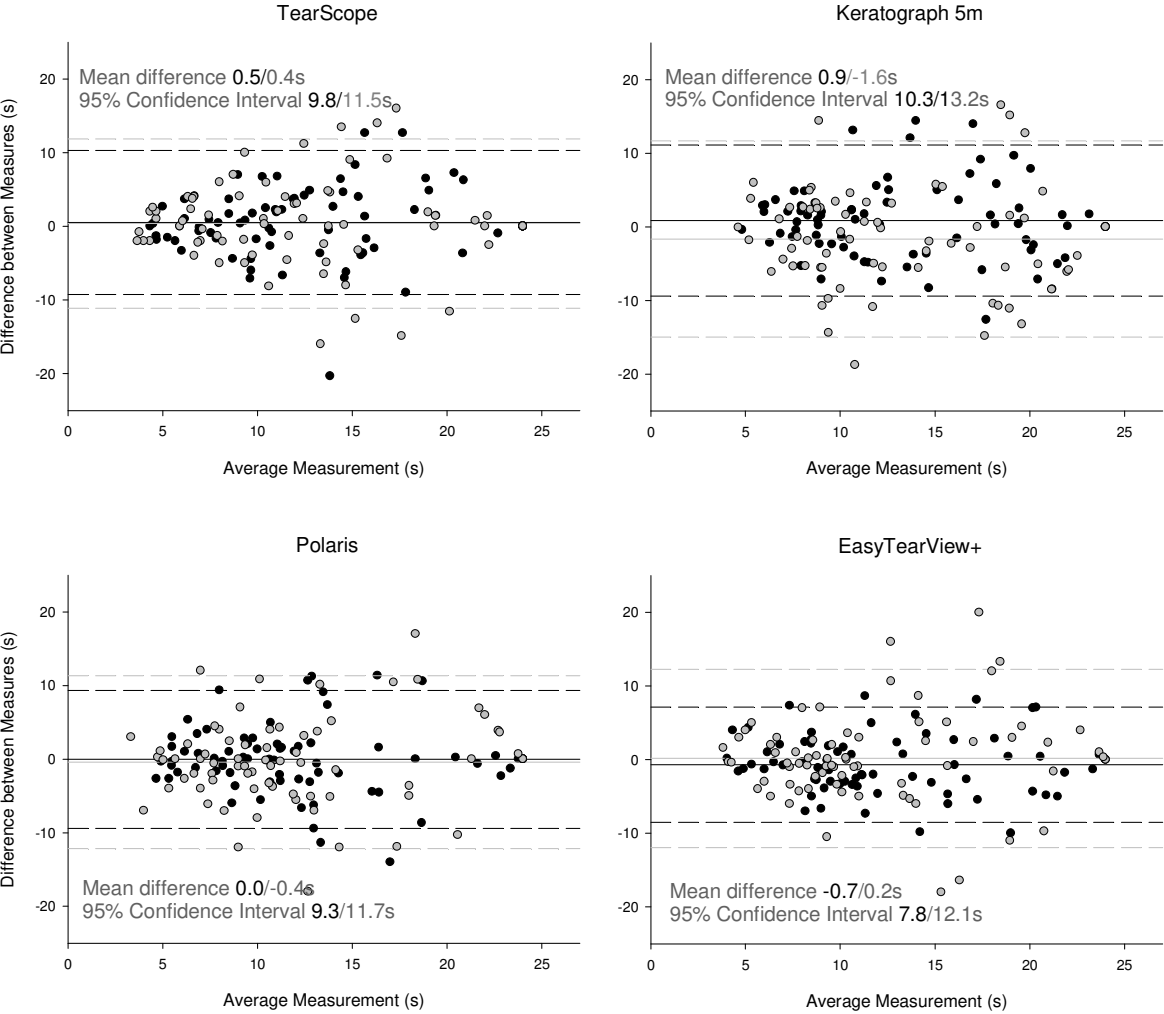 TearScope
Keratograph 5m
Difference between Measures (s)
20
10
0
-10
-20
Mean difference 0.5/0.4s
95% Confidence Interval 9.8/11.5s
0 5 10 15 20 25
Average Measurement (s)
20
10
0
-10
-20
Mean difference 0.9/-1.6s
95% Confidence Interval 10.3/13.2s
0 5 10 15 20 25
Average Measurement (s)
Polaris
EasyTearView+
Difference between Measures (s)
20
10
0
-10
-20
Mean difference 0.0/-0.4s
95% Confidence Interval 9.3/11.7s
0 5 10 15 20 25
Average Measurement (s)
20
10
0
-10
-20
Mean difference -0.7/0.2s
95% Confidence Interval 7.8/12.1s
0 5 10 15 20 25
Average Measurement (s)